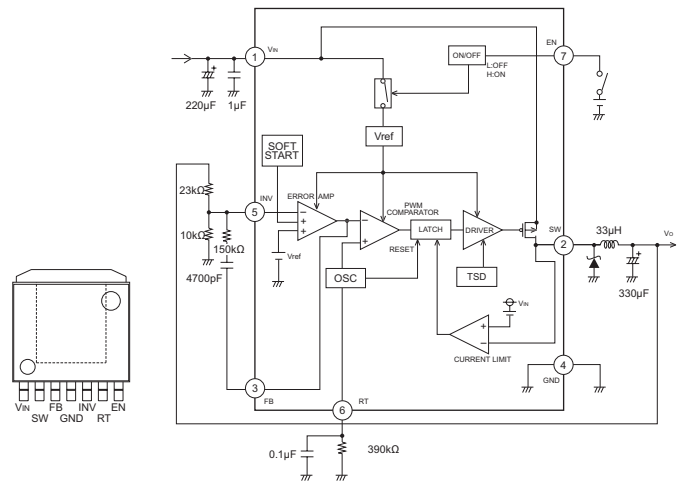 VIN
1
220µF
1µF
EN
7
ON/OFF
L:OFF
H:ON
Vref
SOFT
START
23kΩ
INV
5
ERROR AMP
PWM
COMPARATOR
LATCH
DRIVER
SW
2
33µH
VO
10kΩ
150kΩ
4700pF
Vref
RESET
OSC
TSD
330µF
VIN
CURRENT LIMIT
4
GND
3
FB
6
RT
0.1µF
390kΩ
VIN FB INV EN
SW GND RT